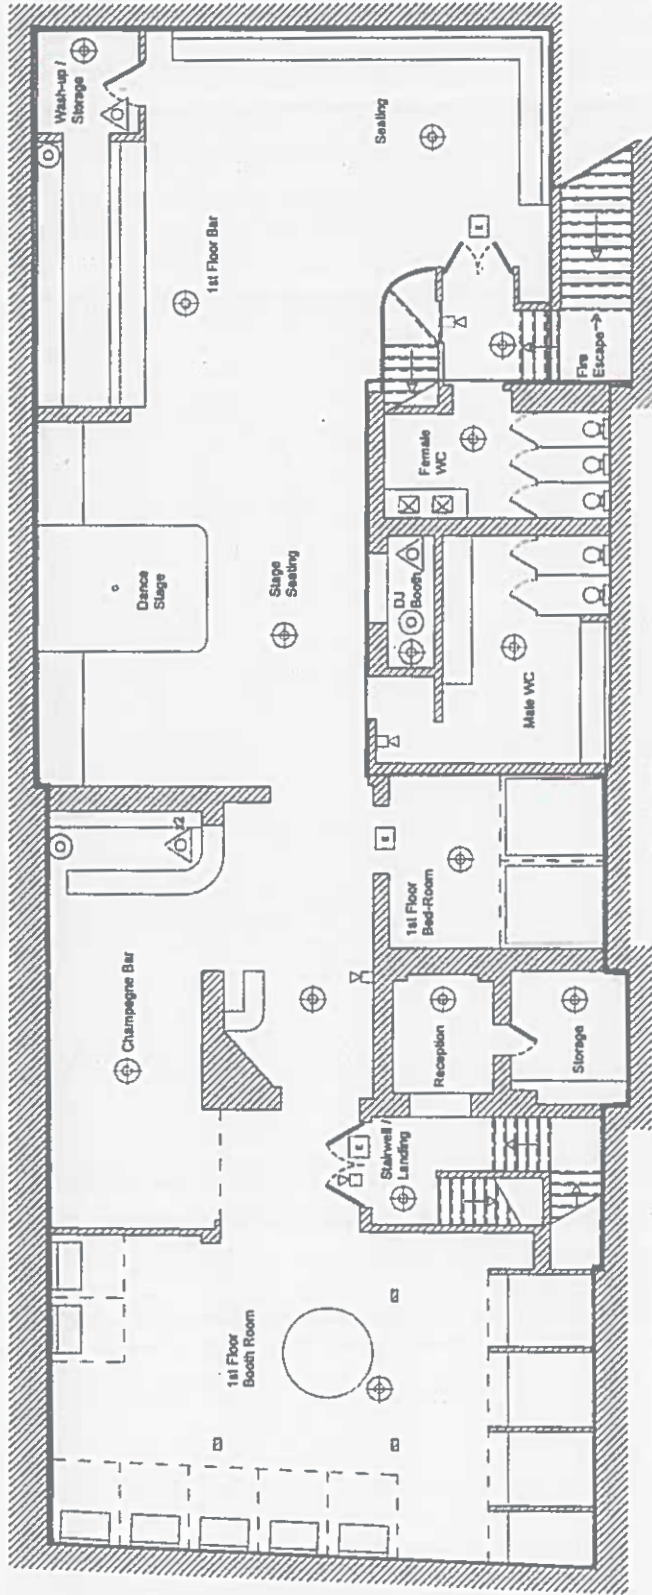 Wash-up /
Storage
1st Floor Bar
Seating
Fire
Escape
Female
WC
Dance
Stage
Stage
Seating
DJ
Booth
Male WC
x2
Champagne Bar
1st Floor
Bed-Room
Reception
Storage
Stairwell /
Landing
1st Floor
Booth Room